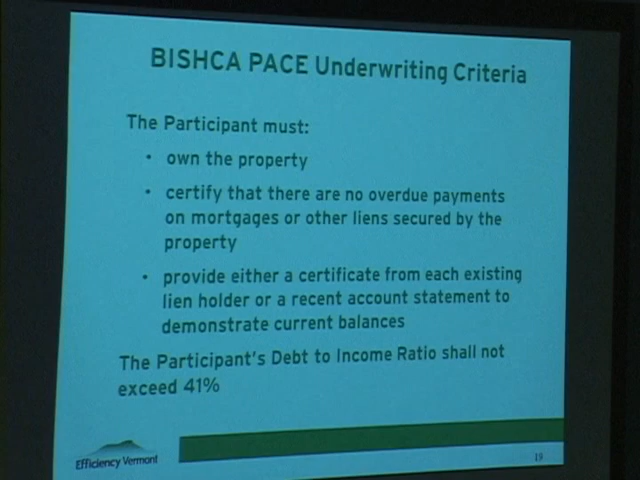 BISHCA PACE Underwriting Criteria
The Participant must:
• own the property
• certify that there are no overdue payments
on mortgages or other liens secured by the
property
• provide either a certificate from each existing
lien holder or a recent account statement to
demonstrate current balances
The Participant's Debt to Income Ratio shall not
exceed 41%
Efficiency Vermont
19